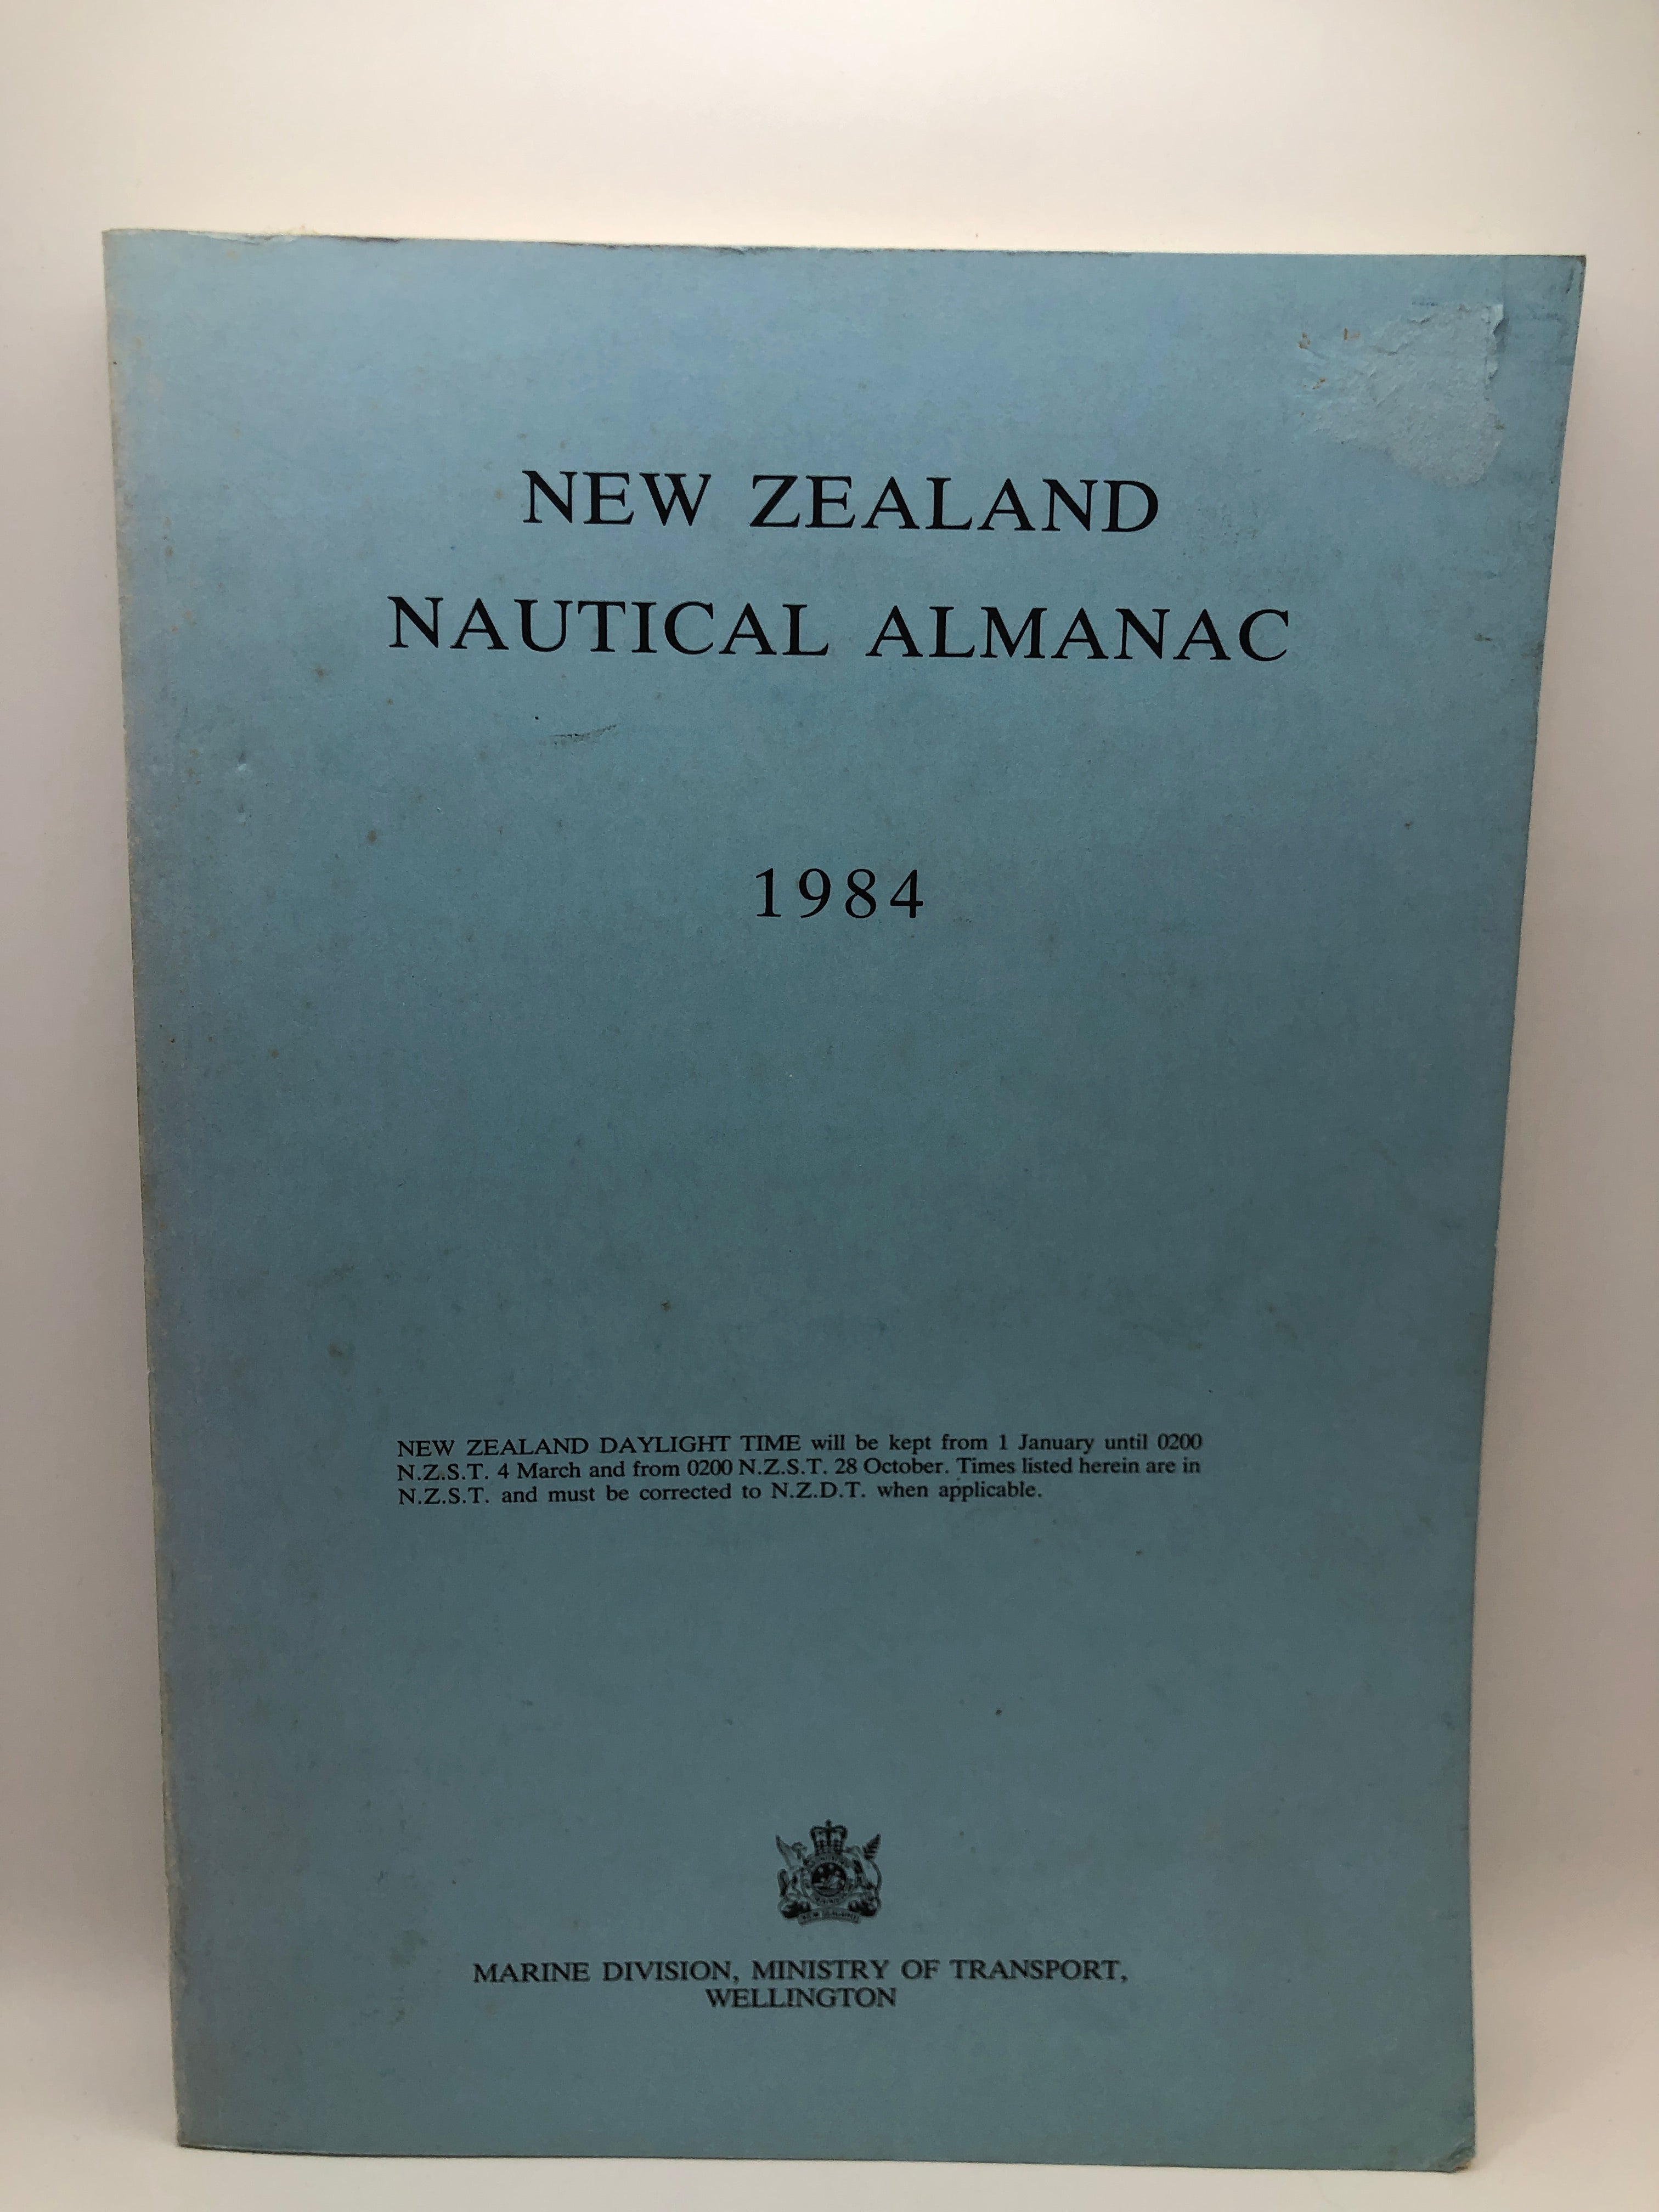 NEW ZEALAND
NAUTICAL ALMANAC
1984
NEW ZEALAND DAYLIGHT TIME will be kept from 1 January until 0200
N.Z.S.T. 4 March and from 0200 N.Z.S.T. 28 October. Times listed herein are in
N.Z.S.T. and must be corrected to N.Z.D.T. when applicable.
MARINE DIVISION, MINISTRY OF TRANSPORT,
WELLINGTON